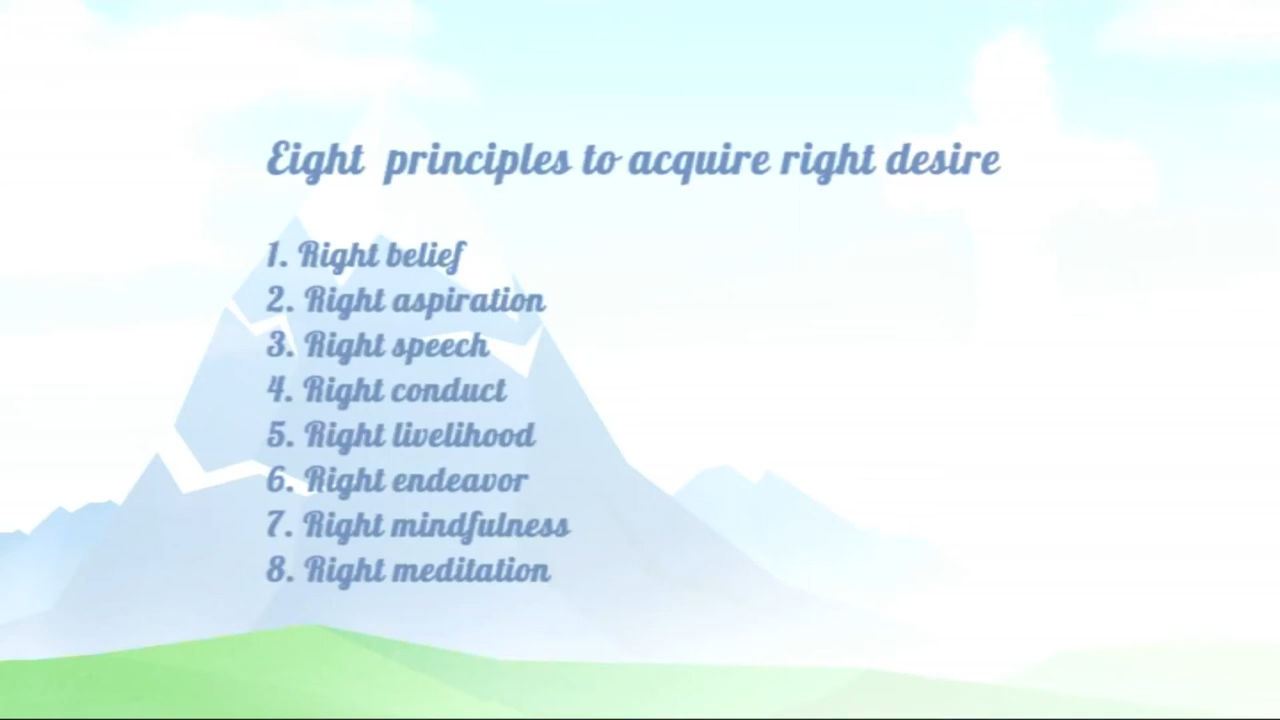 Eight principles to acquire right desire
1. Right belief
2. Right aspiration
3. Right speech
4. Right conduct
5. Right livelihood
6. Right endeavor
7. Right mindfulness
8. Right meditation